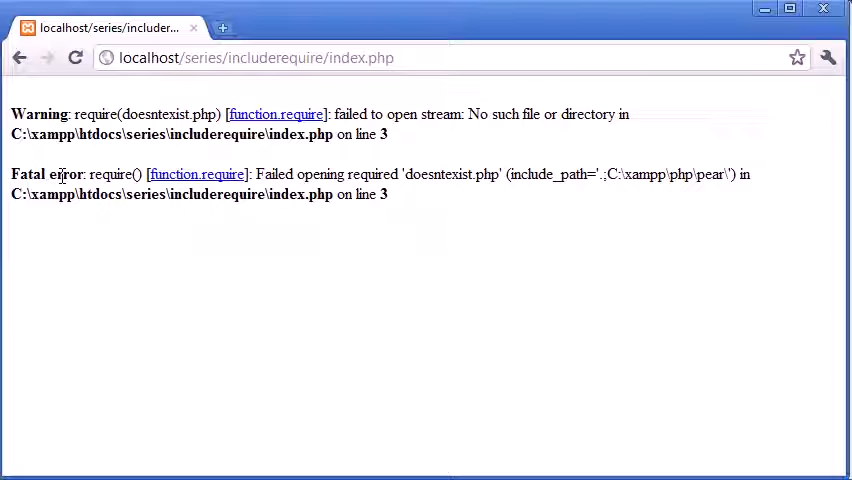 localhost/series/includerequire...
localhost/series/includerequire/index.php
Warning: require(doesntexist.php) [function.require]: failed to open stream: No such file or directory in
C:\xampp\htdocs\series\includerequire\index.php on line 3
Fatal error: require() [function.require]: Failed opening required 'doesntexist.php' (include_path='.;C:\xampp\php\pear\') in
C:\xampp\htdocs\series\includerequire\index.php on line 3